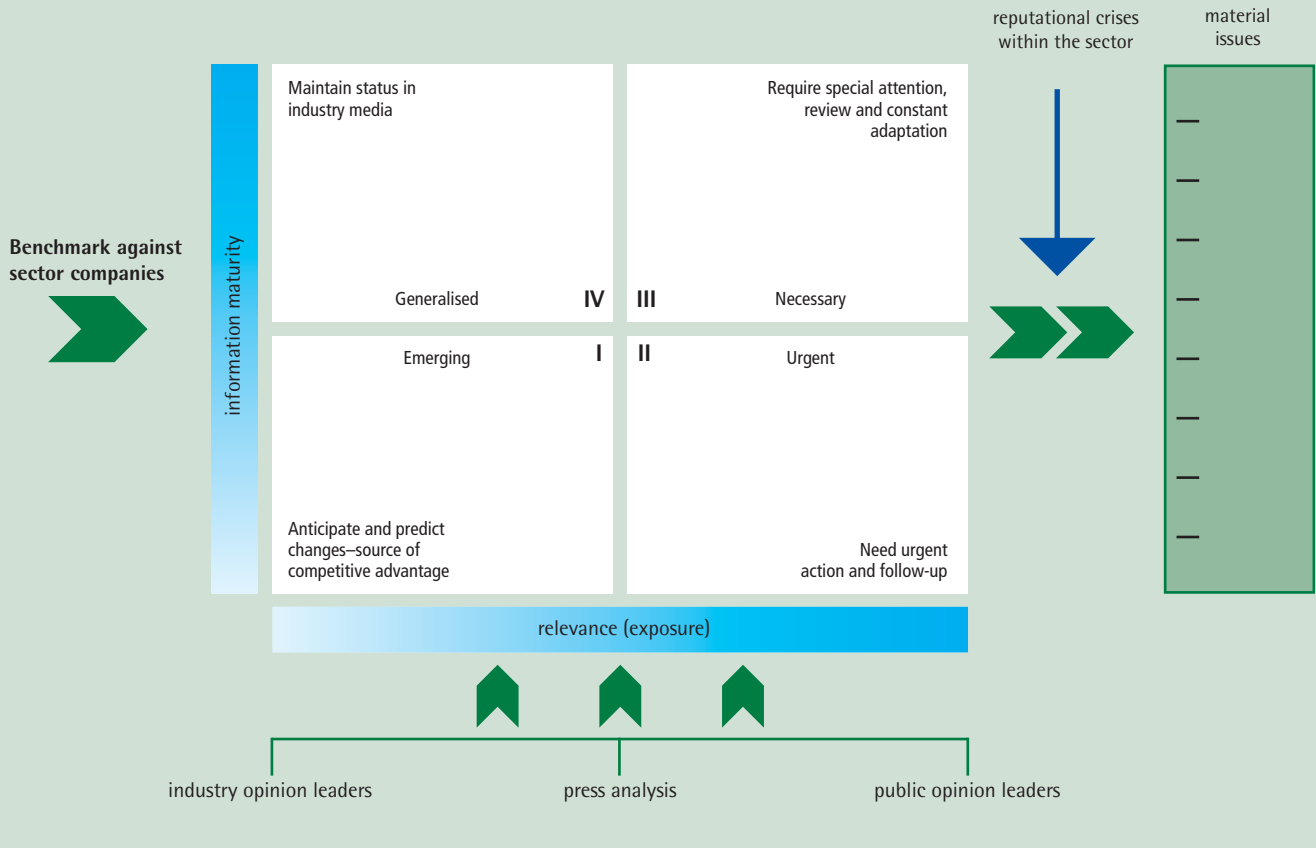 reputational crises
within the sector
material
issues
Maintain status in
industry media
Require special attention,
review and constant
adaptation
Benchmark against
sector companies
information maturity
Generalised
IV
III
Necessary
Emerging
I
II
Urgent
Anticipate and predict
changes–source of
competitive advantage
Need urgent
action and follow-up
relevance (exposure)
industry opinion leaders
press analysis
public opinion leaders